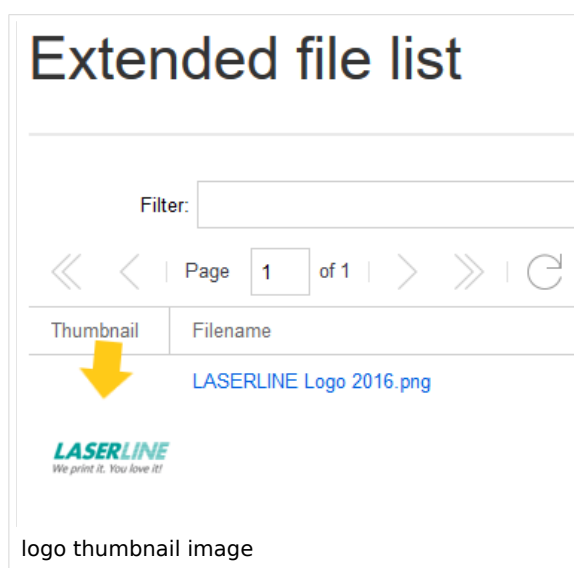 Extended file list
Filter:
Page 1 of 1
Thumbnail Filename
LASERLINE Logo 2016.png
LASERLINE
We print it. You love it!
logo thumbnail image